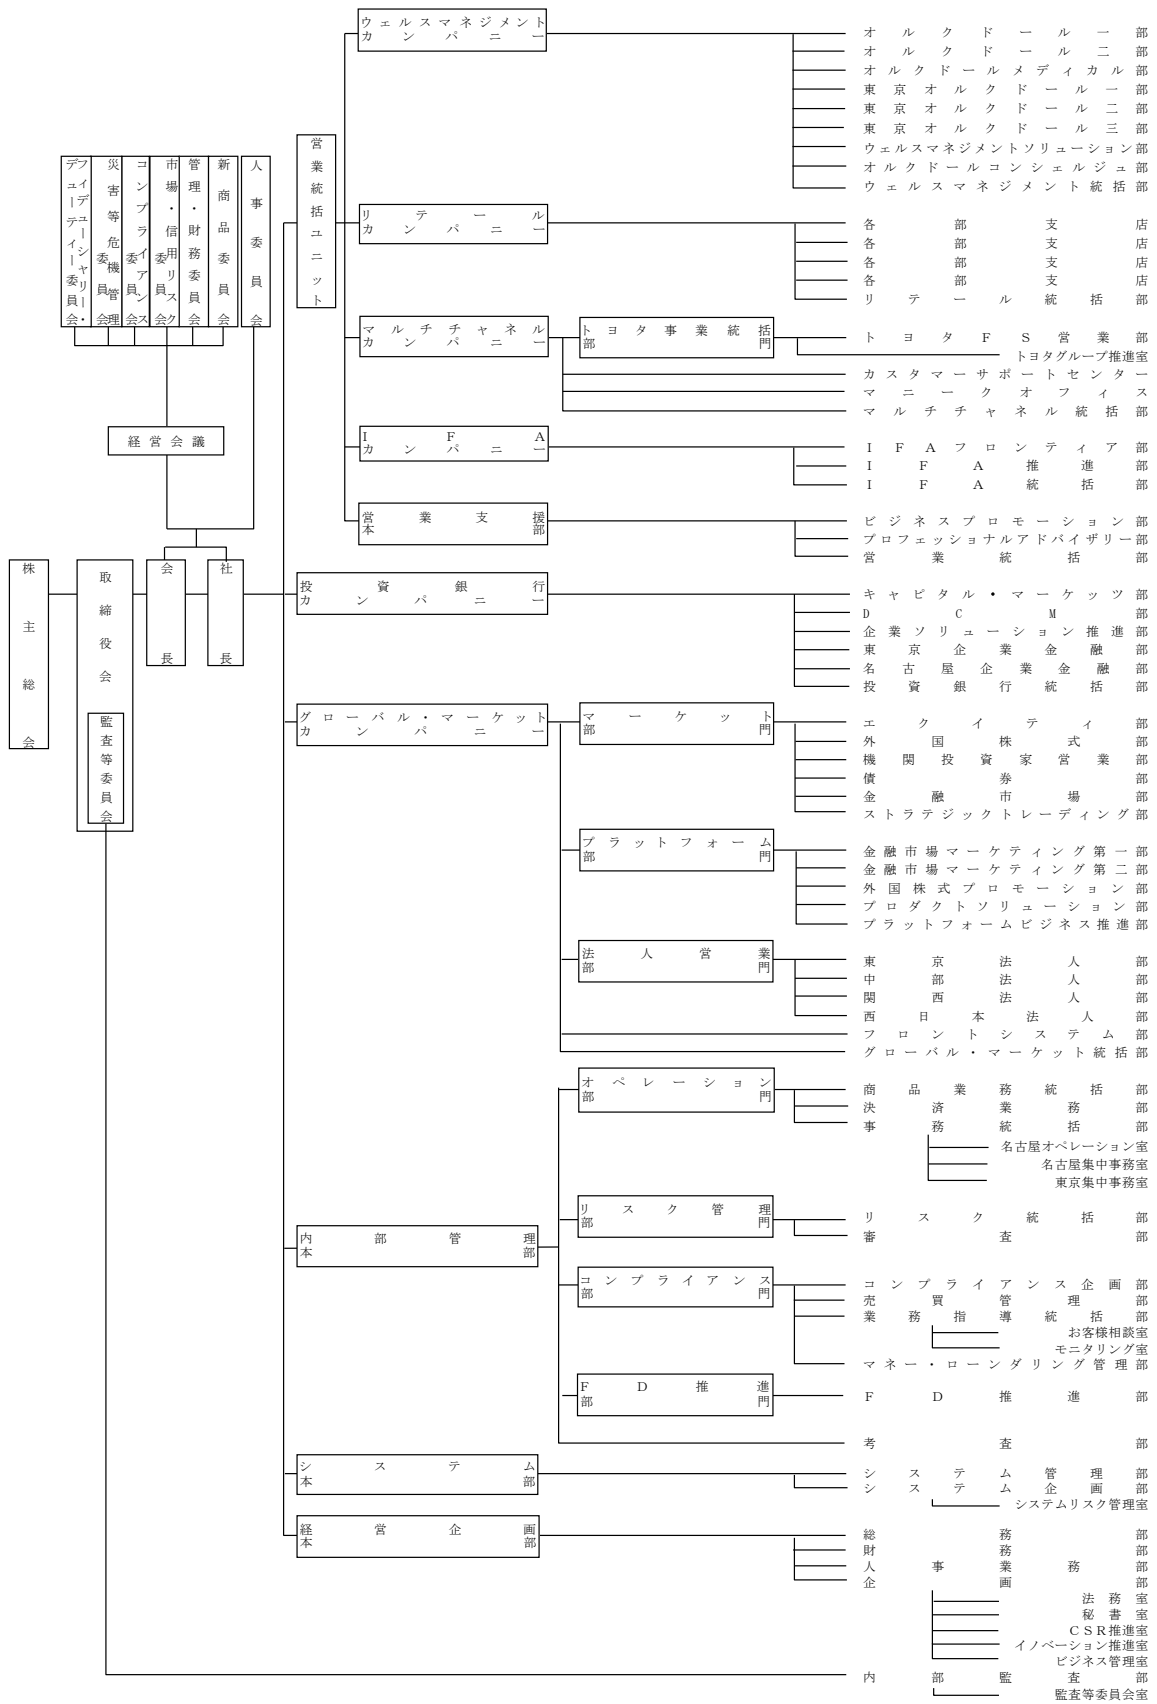 ウェルスマネジメント
カンパニー
オルクドール一部
オルクドール二部
オルクドールメディカル部
東京オルクドール一部
東京オルクドール二部
東京オルクドール三部
ウェルスマネジメントソリューション部
オルクドールコンシェルジュ部
ウェルスマネジメント統括部
営業統括ユニット
フィデューシャリー・
デューティー委員会
災害等危機管理
委員会
コンプライアンス
委員会
市場・信用リスク
委員会
管理・財務委員会
新商品委員会
人事委員会
リテール
カンパニー
各部支店
各部支店
各部支店
各部支店
リテール統括部
マルチチャネル
カンパニー
トヨタ事業統括
部門
トヨタFS営業部
トヨタグループ推進室
カスタマーサポートセンター
マニークオフィス
マルチチャネル統括部
経営会議
IFA
カンパニー
IFAフロンティア部
IFA推進部
IFA統括部
営業支援
本部
ビジネスプロモーション部
プロフェッショナルアドバイザリー部
営業統括部
株主総会
取締役会
監査等委員会
会長
社長
投資銀行
カンパニー
キャピタル・マーケッツ部
DCM部
企業ソリューション推進部
東京企業金融部
名古屋企業金融部
投資銀行統括部
グローバル・マーケット
カンパニー
マーケット
部門
エクイティ部
外国株式部
機関投資家営業部
債券部
金融市場部
ストラテジックトレーディング部
プラットフォーム
部門
金融市場マーケティング第一部
金融市場マーケティング第二部
外国株式プロモーション部
プロダクトソリューション部
プラットフォームビジネス推進部
法人営業
部門
東京法人部
中部法人部
関西法人部
西日本法人部
フロントシステム部
グローバル・マーケット統括部
内部管理
本部
オペレーション
部門
商品業務統括部
決済業務部
事務統括部
名古屋オペレーション室
名古屋集中事務室
東京集中事務室
リスク管理
部門
リスク統括部
審査部
コンプライアンス
部門
コンプライアンス企画部
売買管理部
業務指導統括部
お客様相談室
モニタリング室
マネー・ローンダリング管理部
FD推進
部門
FD推進部
考査部
システム
本部
システム管理部
システム企画部
システムリスク管理室
経営企画
本部
総務部
財務部
人事業務部
企画部
法務室
秘書室
CSR推進室
イノベーション推進室
ビジネス管理室
内部監査部
監査等委員会室